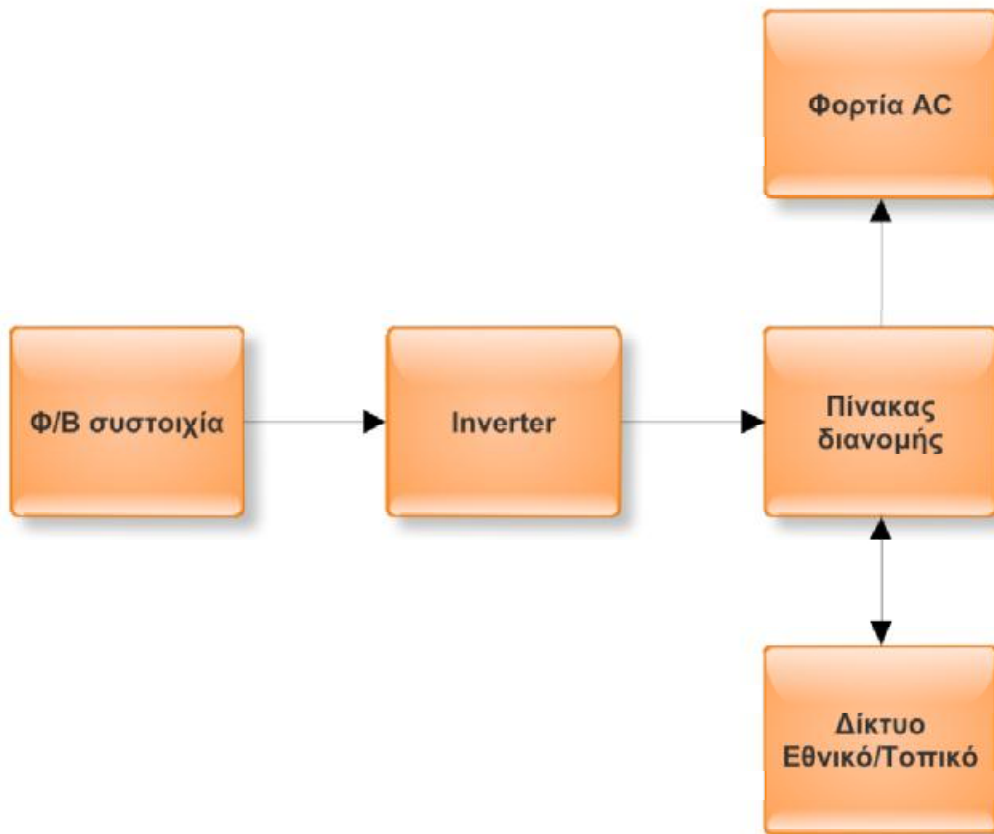 Φορτία AC
Φ/Β συστοιχία
Inverter
Πίνακας
διανομής
Δίκτυο
Εθνικό/Τοπικό